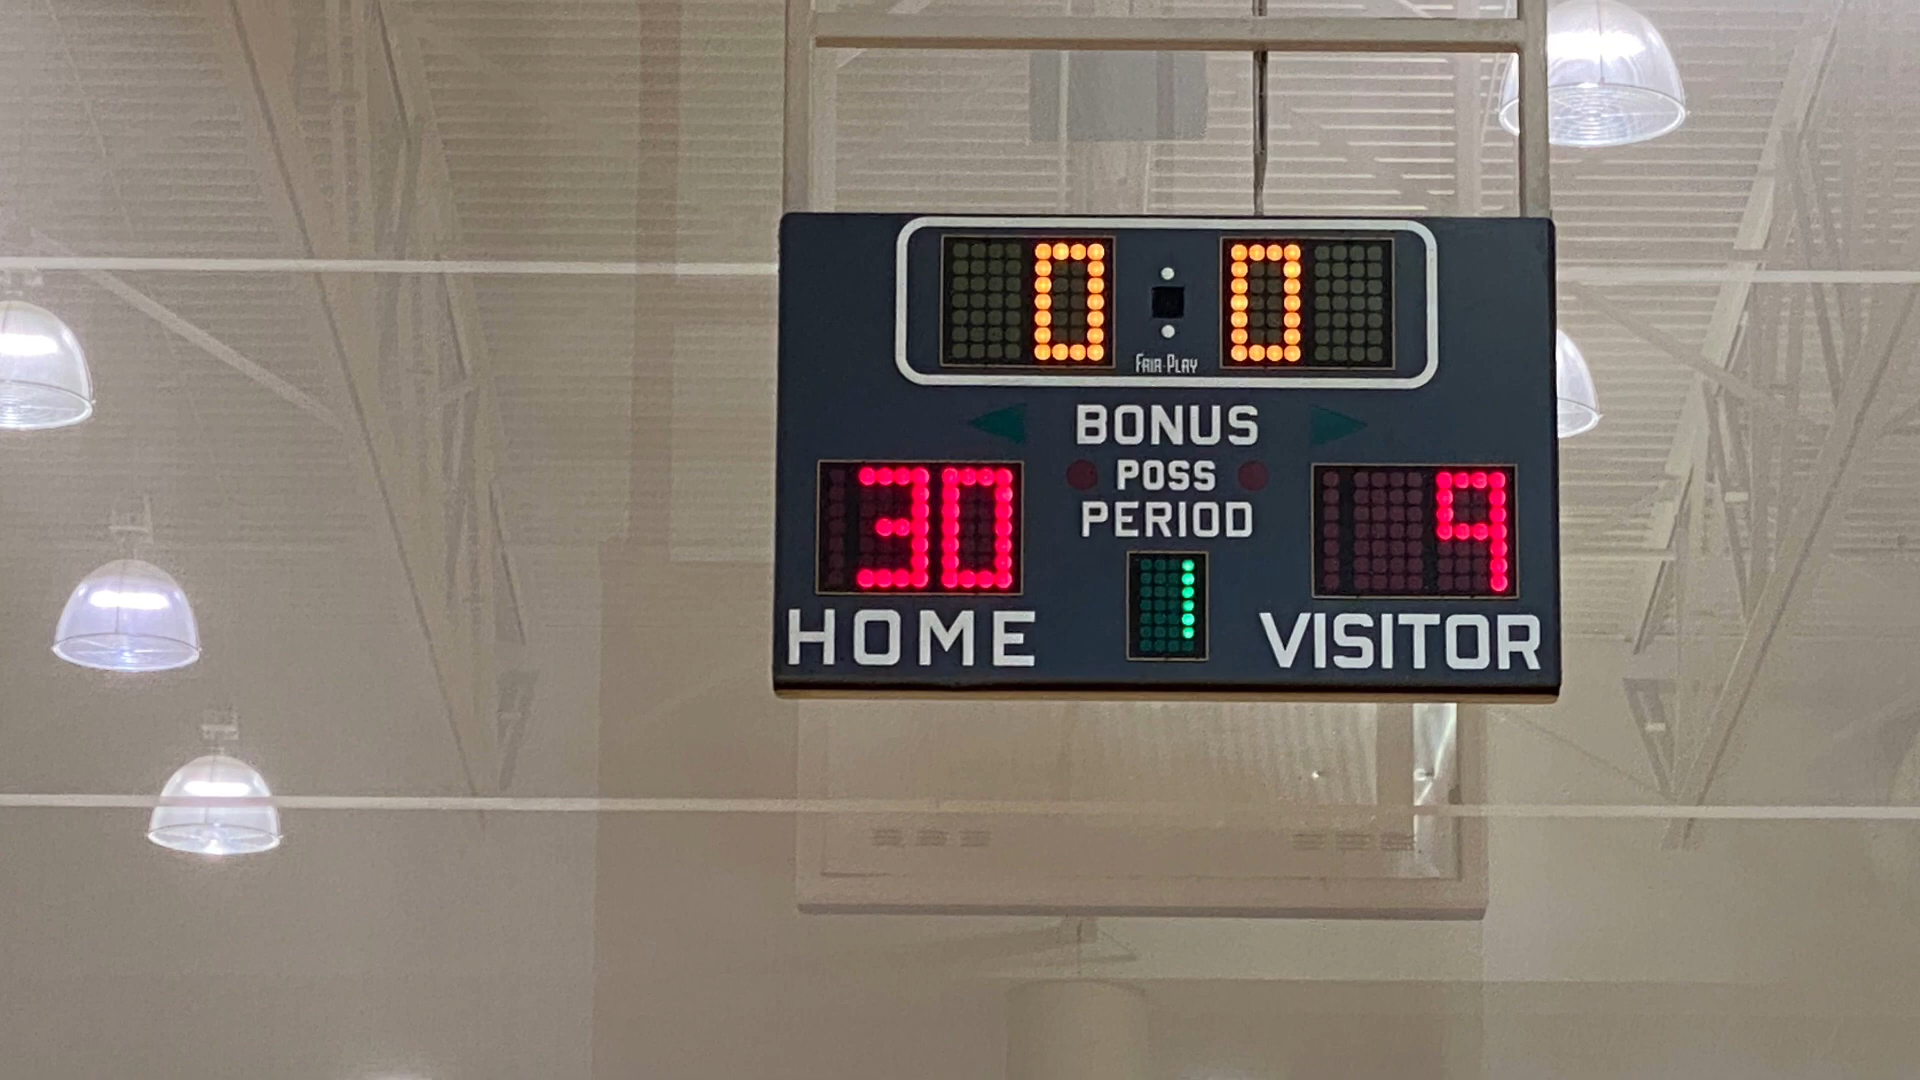 0 0
FAIR-PLAY
BONUS
POSS
PERIOD
30 1 9
HOME VISITOR